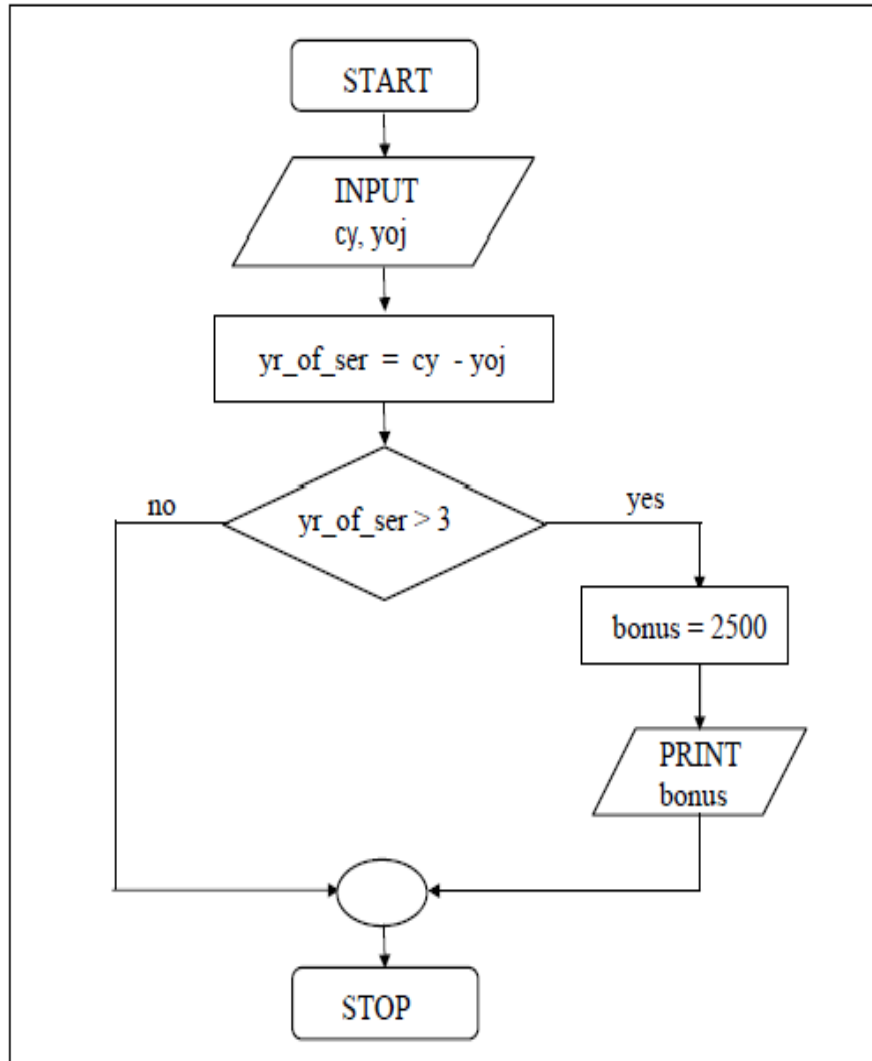 START
INPUT
cy, yoj
yr_of_ser = cy - yoj
yr_of_ser > 3
no
yes
bonus = 2500
PRINT
bonus
STOP